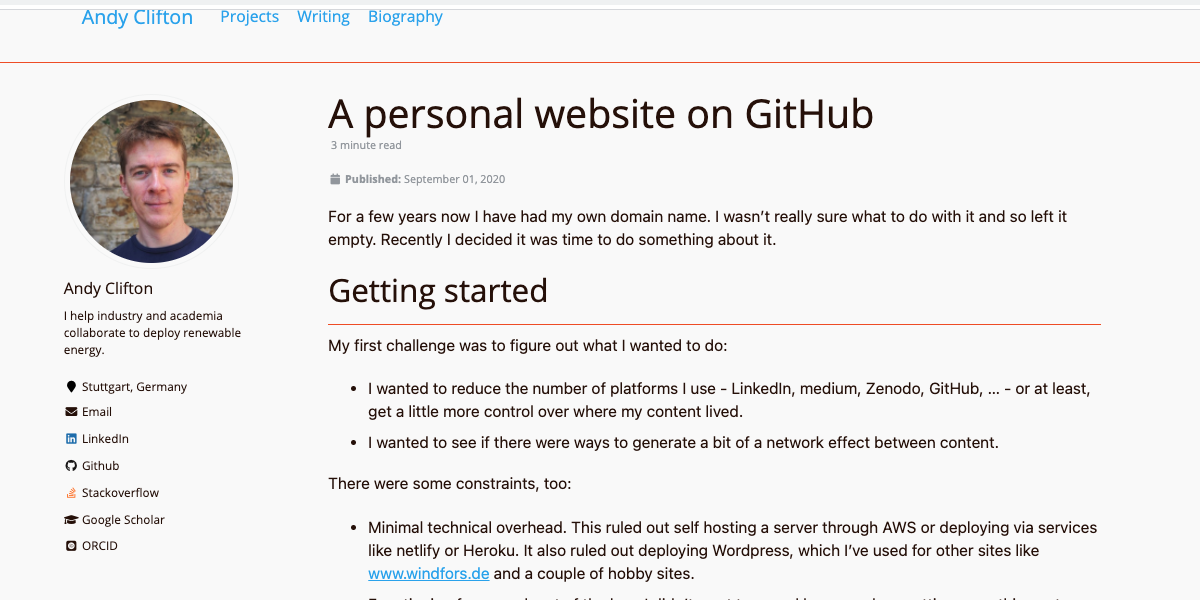 Andy Clifton Projects Writing Biography
A personal website on GitHub
3 minute read
Published: September 01, 2020
For a few years now I have had my own domain name. I wasn’t really sure what to do with it and so left it
empty. Recently I decided it was time to do something about it.
Getting started
My first challenge was to figure out what I wanted to do:
• I wanted to reduce the number of platforms I use - LinkedIn, medium, Zenodo, GitHub, ... - or at least,
get a little more control over where my content lived.
• I wanted to see if there were ways to generate a bit of a network effect between content.
There were some constraints, too:
• Minimal technical overhead. This ruled out self hosting a server through AWS or deploying via services
like netlify or Heroku. It also ruled out deploying Wordpress, which I’ve used for other sites like
www.windfors.de and a couple of hobby sites.
Andy Clifton
I help industry and academia
collaborate to deploy renewable
energy.
Stuttgart, Germany
Email
LinkedIn
Github
Stackoverflow
Google Scholar
ORCID